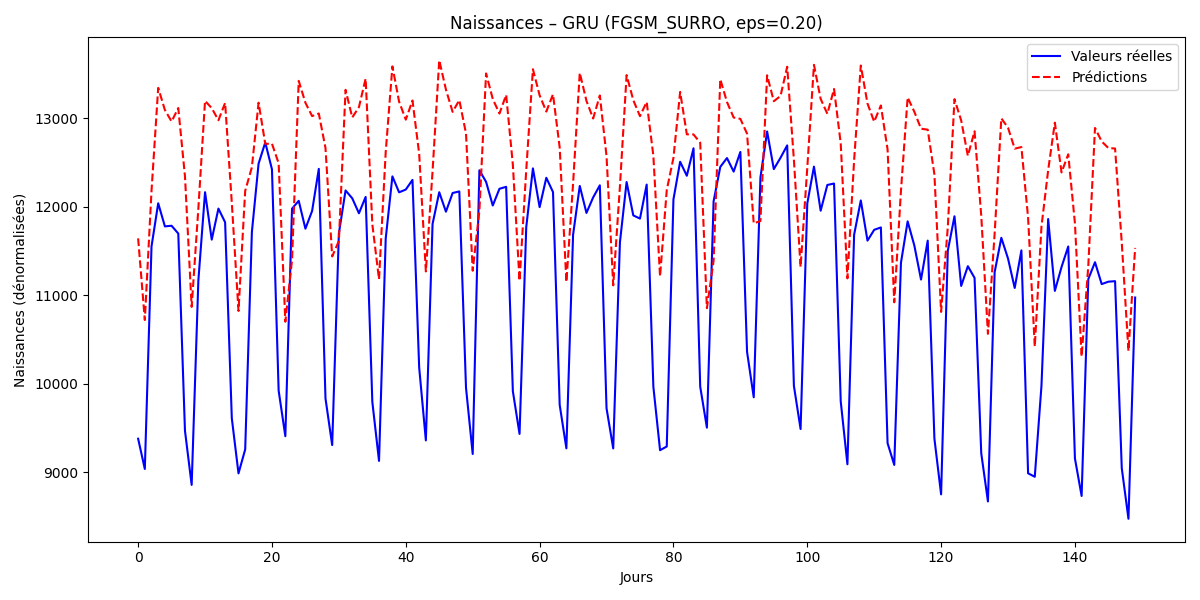 Naissances – GRU (FGSM_SURRO, eps=0.20)
Valeurs réelles
Prédictions
Naissances (dénormalisées)
13000
12000
11000
10000
9000
0 20 40 60 80 100 120 140
Jours